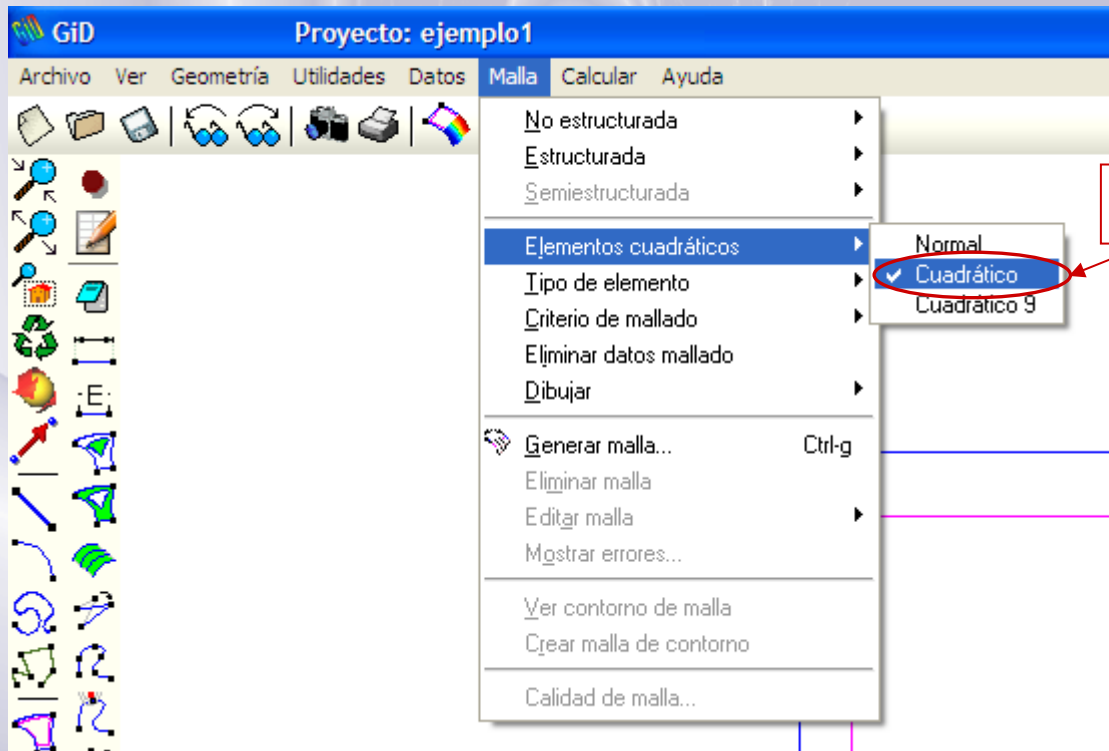 GiD Proyecto: ejemplo1
Archivo Ver Geometría Utilidades Datos Malla Calcular Ayuda
No estructurada
Estructurada
Semiestructurada
Elementos cuadráticos
Normal
Cuadrático
Cuadrático 9
Tipo de elemento
Criterio de mallado
Eliminar datos mallado
Dibujar
Generar malla... Ctrl-g
Eliminar malla
Editar malla
Mostrar errores...
Ver contorno de malla
Crear malla de contorno
Calidad de malla...
E